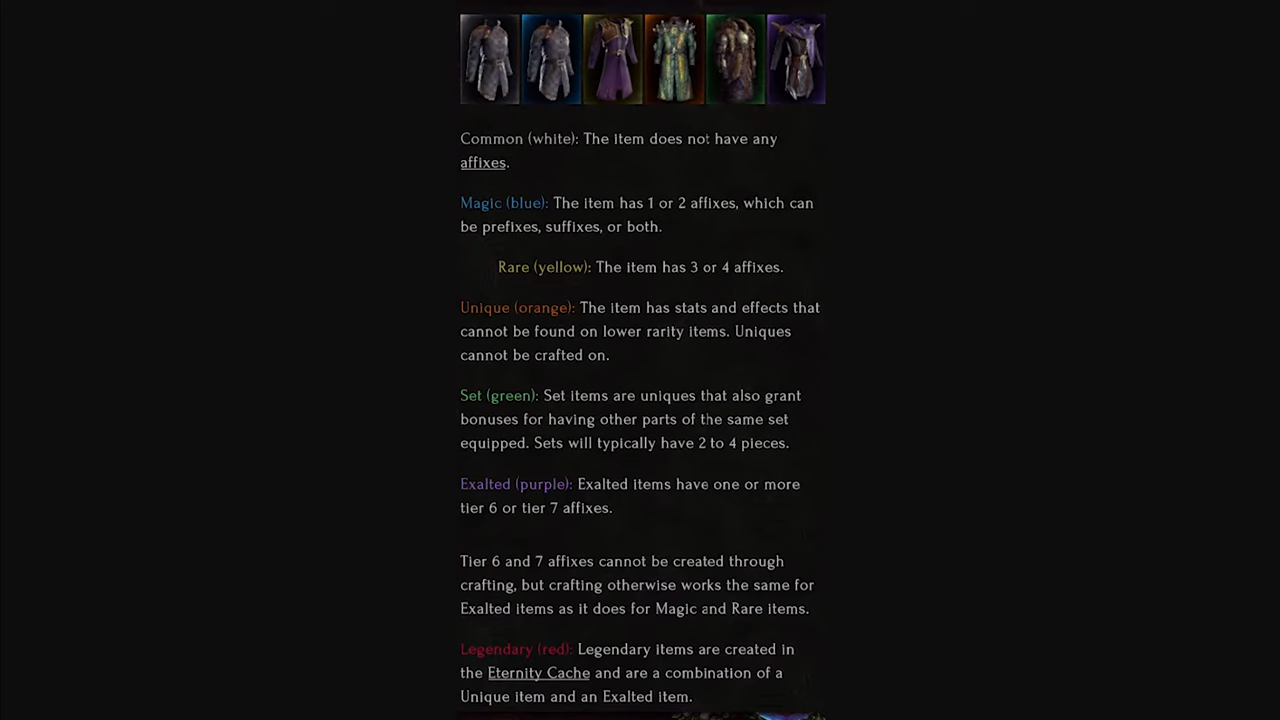 Common (white): The item does not have any
affixes.
Magic (blue): The item has 1 or 2 affixes, which can
be prefixes, suffixes, or both.
Rare (yellow): The item has 3 or 4 affixes.
Unique (orange): The item has stats and effects that
cannot be found on lower rarity items. Uniques
cannot be crafted on.
Set (green): Set items are uniques that also grant
bonuses for having other parts of the same set
equipped. Sets will typically have 2 to 4 pieces.
Exalted (purple): Exalted items have one or more
tier 6 or tier 7 affixes.
Tier 6 and 7 affixes cannot be created through
crafting, but crafting otherwise works the same for
Exalted items as it does for Magic and Rare items.
Legendary (red): Legendary items are created in
the Eternity Cache and are a combination of a
Unique item and an Exalted item.